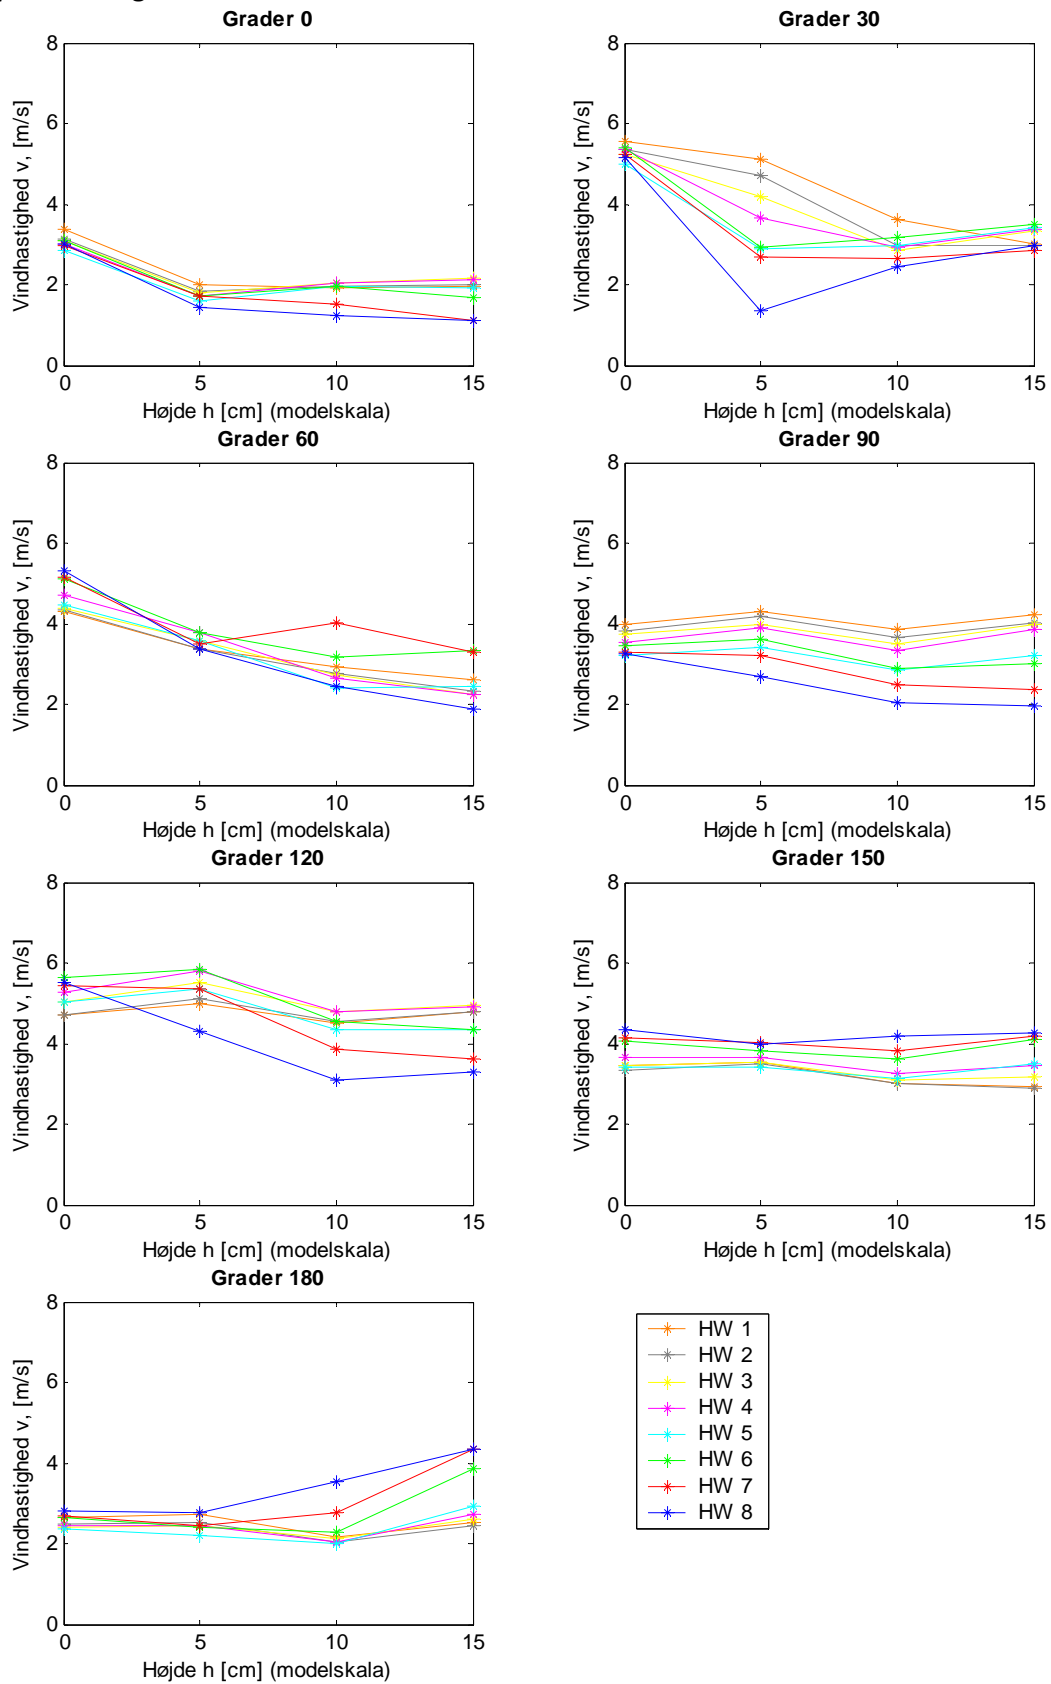 Grader 0
Vindhastighed v, [m/s]
8
6
4
2
0
0 5 10 15
Højde h [cm] (modelskala)
Grader 30
Vindhastighed v, [m/s]
8
6
4
2
0
0 5 10 15
Højde h [cm] (modelskala)
Grader 60
Vindhastighed v, [m/s]
8
6
4
2
0
0 5 10 15
Højde h [cm] (modelskala)
Grader 90
Vindhastighed v, [m/s]
8
6
4
2
0
0 5 10 15
Højde h [cm] (modelskala)
Grader 120
Vindhastighed v, [m/s]
8
6
4
2
0
0 5 10 15
Højde h [cm] (modelskala)
Grader 150
Vindhastighed v, [m/s]
8
6
4
2
0
0 5 10 15
Højde h [cm] (modelskala)
Grader 180
Vindhastighed v, [m/s]
8
6
4
2
0
0 5 10 15
Højde h [cm] (modelskala)
HW 1
HW 2
HW 3
HW 4
HW 5
HW 6
HW 7
HW 8